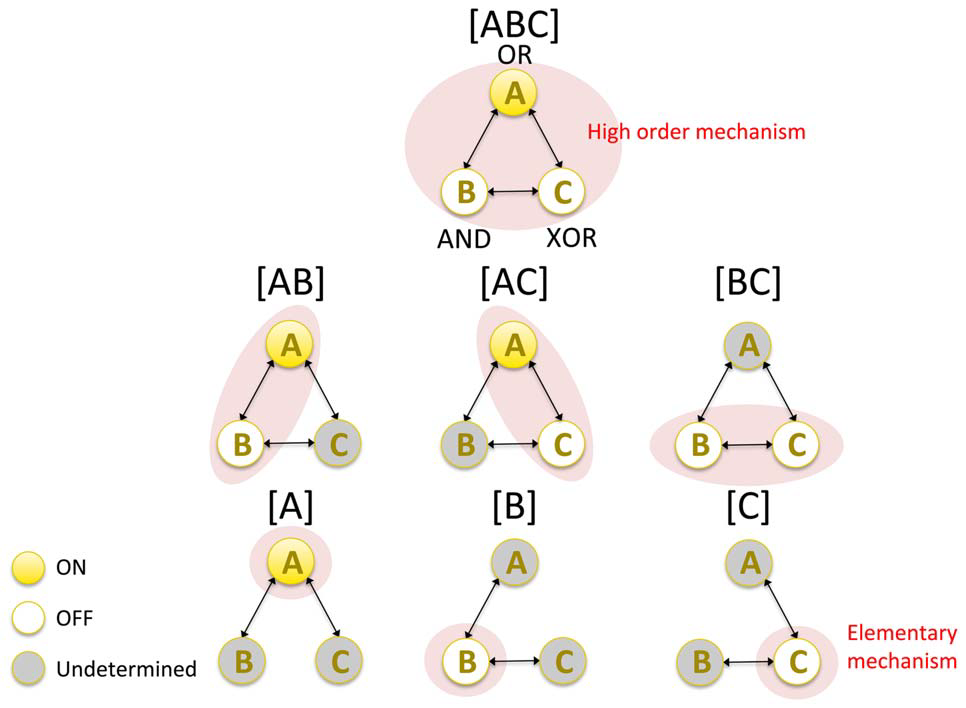 [ABC]
OR
A
High order mechanism
B
C
AND
XOR
[AB]
[AC]
[BC]
A
A
A
B
C
B
C
B
C
[A]
[B]
[C]
A
A
A
ON
OFF
B
C
B
C
B
C
Elementary
mechanism
Undetermined